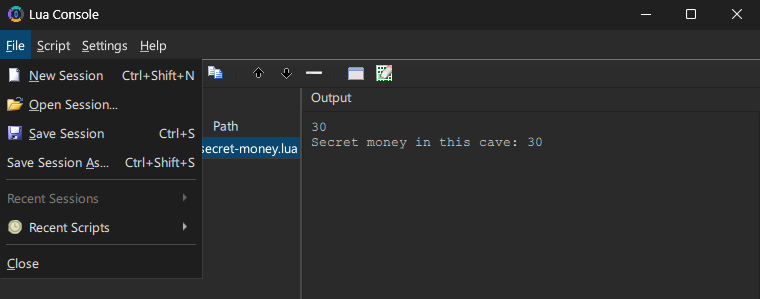 Lua Console
File Script Settings Help
New Session Ctrl+Shift+N
Open Session...
Save Session Ctrl+S
Save Session As... Ctrl+Shift+S
Recent Sessions
Recent Scripts
Close
Path
secret-money.lua
Output
30
Secret money in this cave: 30